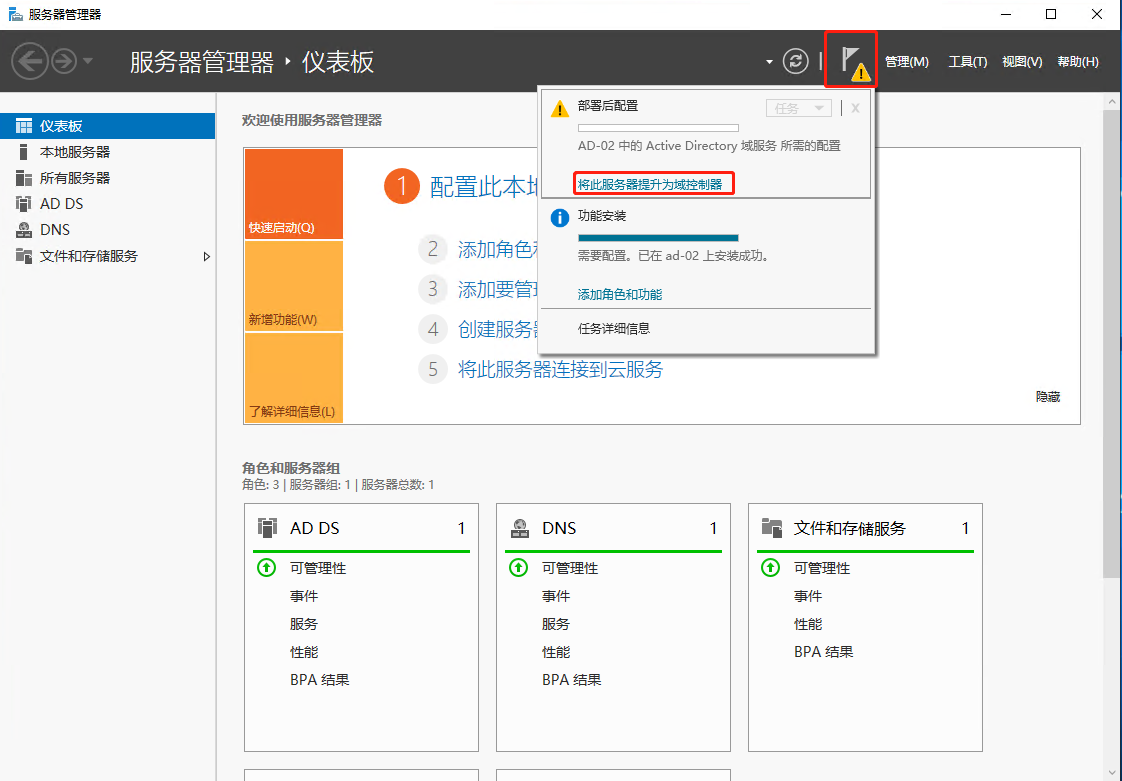 服务器管理器
服务器管理器 · 仪表板
管理(M) 工具(T) 视图(V) 帮助(H)
仪表板
本地服务器
所有服务器
AD DS
DNS
文件和存储服务
欢迎使用服务器管理器
快速启动(Q)
新增功能(W)
了解详细信息(L)
1 配置此本地
2 添加角色和
3 添加要管理
4 创建服务器
5 将此服务器连接到云服务
隐藏
部署后配置
任务
X
AD-02 中的 Active Directory 域服务 所需的配置
将此服务器提升为域控制器
功能安装
需要配置。已在 ad-02 上安装成功。
添加角色和功能
任务详细信息
角色和服务器组
角色: 3 | 服务器组: 1 | 服务器总数: 1
AD DS 1
可管理性
事件
服务
性能
BPA 结果
DNS 1
可管理性
事件
服务
性能
BPA 结果
文件和存储服务 1
可管理性
事件
性能
BPA 结果